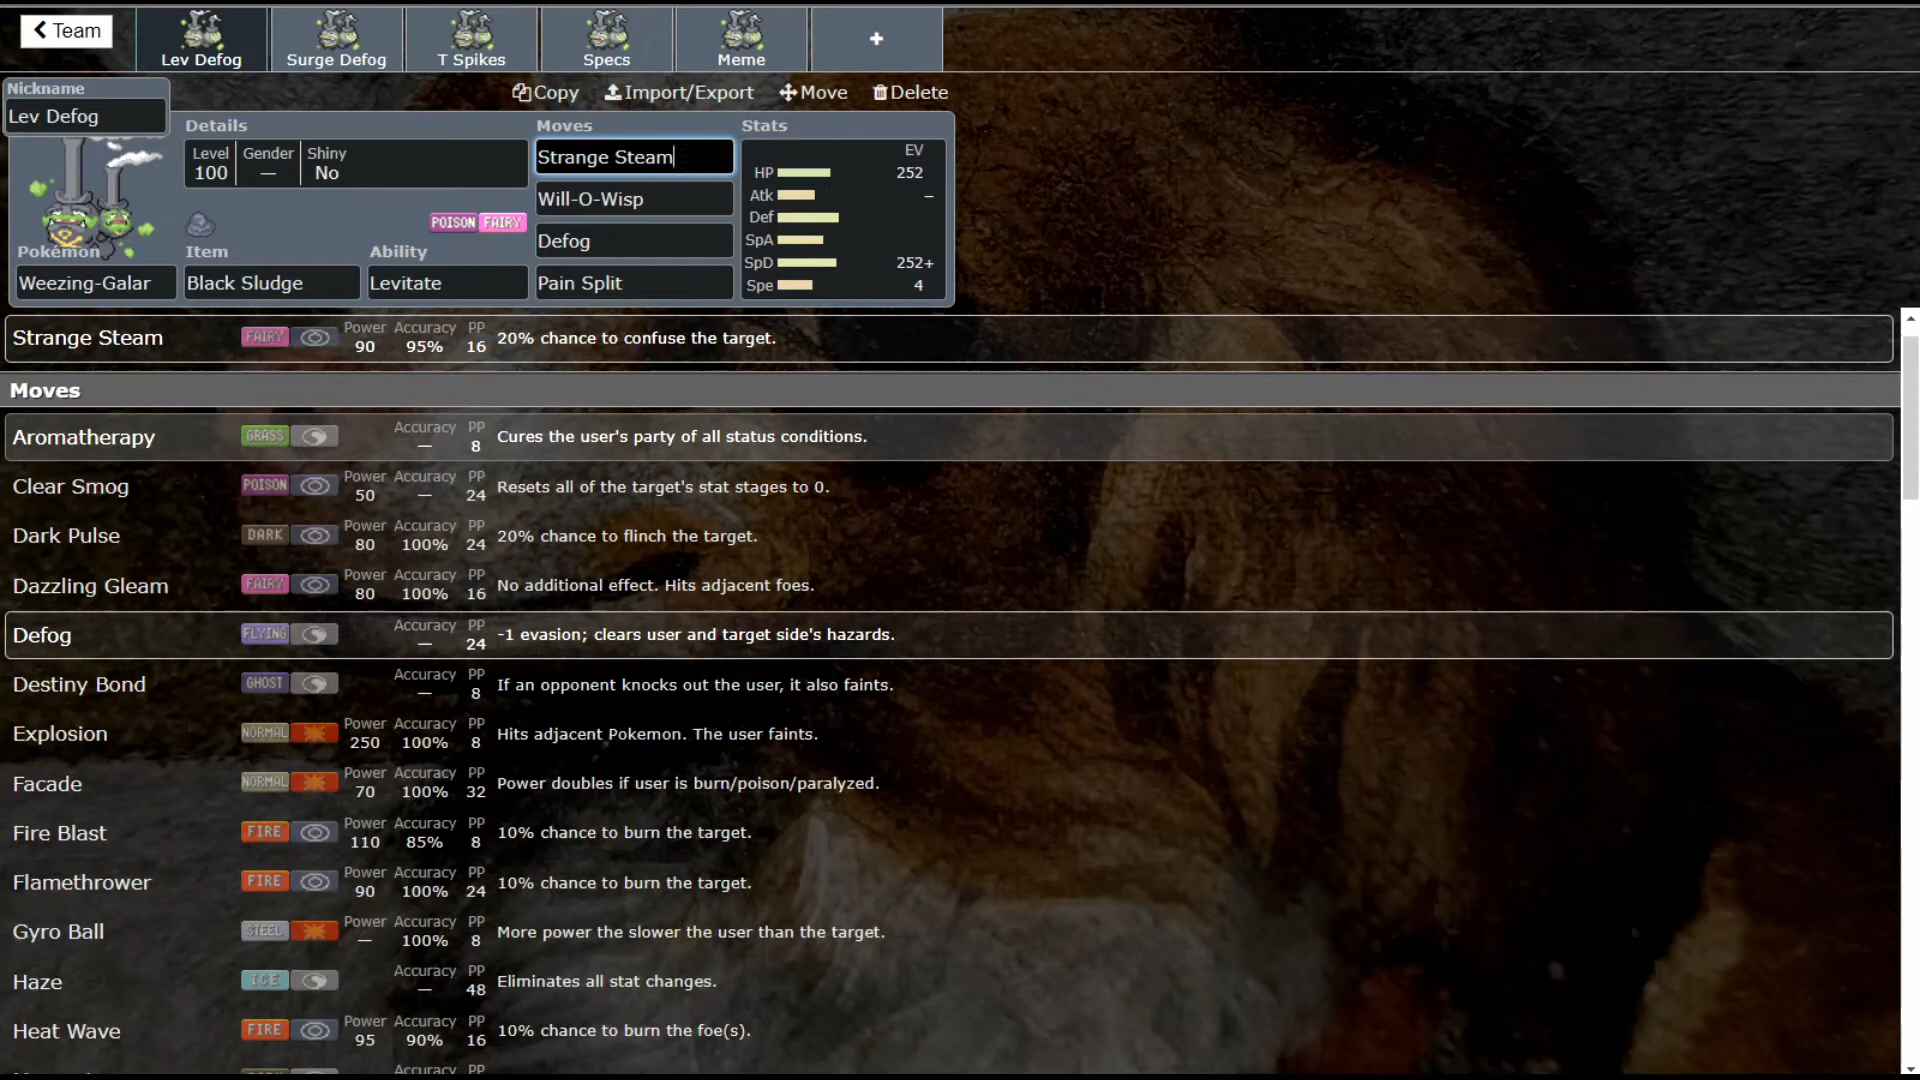 Team
Lev Defog
Surge Defog
T Spikes
Specs
Meme
+
Copy
Import/Export
Move
Delete
Nickname
Lev Defog
Details
Level
100
Gender
—
Shiny
No
POISON FAIRY
Pokémon
Weezing-Galar
Item
Black Sludge
Ability
Levitate
Moves
Strange Steam
Will-O-Wisp
Defog
Pain Split
Stats
EV
HP 252
Atk –
Def
SpA
SpD 252+
Spe 4
Strange Steam FAIRY Power 90 Accuracy 95% PP 16 20% chance to confuse the target.
Moves
Aromatherapy GRASS Accuracy — PP 8 Cures the user's party of all status conditions.
Clear Smog POISON Power 50 Accuracy — PP 24 Resets all of the target's stat stages to 0.
Dark Pulse DARK Power 80 Accuracy 100% PP 24 20% chance to flinch the target.
Dazzling Gleam FAIRY Power 80 Accuracy 100% PP 16 No additional effect. Hits adjacent foes.
Defog FLYING Accuracy — PP 24 -1 evasion; clears user and target side's hazards.
Destiny Bond GHOST Accuracy — PP 8 If an opponent knocks out the user, it also faints.
Explosion NORMAL Power 250 Accuracy 100% PP 8 Hits adjacent Pokemon. The user faints.
Facade NORMAL Power 70 Accuracy 100% PP 32 Power doubles if user is burn/poison/paralyzed.
Fire Blast FIRE Power 110 Accuracy 85% PP 8 10% chance to burn the target.
Flamethrower FIRE Power 90 Accuracy 100% PP 24 10% chance to burn the target.
Gyro Ball STEEL Power — Accuracy 100% PP 8 More power the slower the user than the target.
Haze ICE Accuracy — PP 48 Eliminates all stat changes.
Heat Wave FIRE Power 95 Accuracy 90% PP 16 10% chance to burn the foe(s).
Accuracy PP